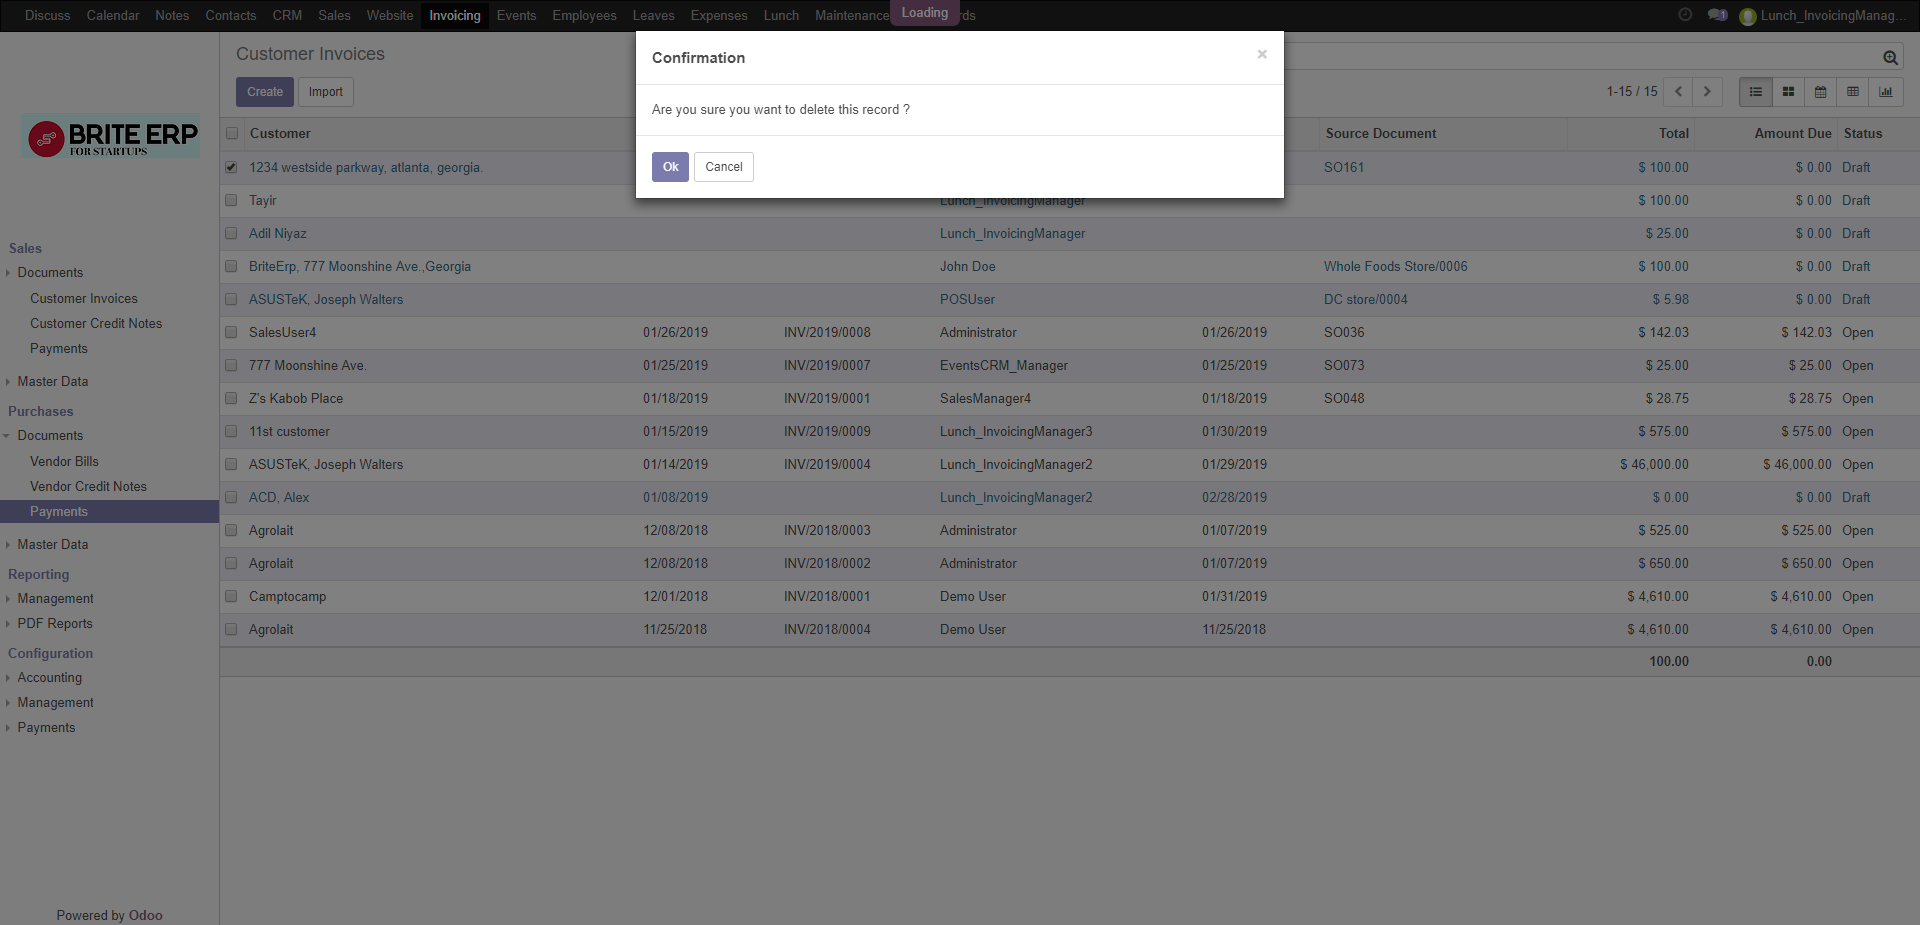 Discuss Calendar Notes Contacts CRM Sales Website Invoicing Events Employees Leaves Expenses Lunch Maintenance Loading rds 1 Lunch_InvoicingManag...
Customer Invoices
Create Import
1-15 / 15
Confirmation ×
Are you sure you want to delete this record ?
Ok Cancel
BRITE ERP
FOR STARTUPS
Sales
Documents
Customer Invoices
Customer Credit Notes
Payments
Master Data
Purchases
Documents
Vendor Bills
Vendor Credit Notes
Payments
Master Data
Reporting
Management
PDF Reports
Configuration
Accounting
Management
Payments
Powered by Odoo
Customer Source Document Total Amount Due Status
1234 westside parkway, atlanta, georgia. SO161 $ 100.00 $ 0.00 Draft
Tayir Lunch_InvoicingManager $ 100.00 $ 0.00 Draft
Adil Niyaz Lunch_InvoicingManager $ 25.00 $ 0.00 Draft
BriteErp, 777 Moonshine Ave.,Georgia John Doe Whole Foods Store/0006 $ 100.00 $ 0.00 Draft
ASUSTeK, Joseph Walters POSUser DC store/0004 $ 5.98 $ 0.00 Draft
SalesUser4 01/26/2019 INV/2019/0008 Administrator 01/26/2019 SO036 $ 142.03 $ 142.03 Open
777 Moonshine Ave. 01/25/2019 INV/2019/0007 EventsCRM_Manager 01/25/2019 SO073 $ 25.00 $ 25.00 Open
Z's Kabob Place 01/18/2019 INV/2019/0001 SalesManager4 01/18/2019 SO048 $ 28.75 $ 28.75 Open
11st customer 01/15/2019 INV/2019/0009 Lunch_InvoicingManager3 01/30/2019 $ 575.00 $ 575.00 Open
ASUSTeK, Joseph Walters 01/14/2019 INV/2019/0004 Lunch_InvoicingManager2 01/29/2019 $ 46,000.00 $ 46,000.00 Open
ACD, Alex 01/08/2019 Lunch_InvoicingManager2 02/28/2019 $ 0.00 $ 0.00 Draft
Agrolait 12/08/2018 INV/2018/0003 Administrator 01/07/2019 $ 525.00 $ 525.00 Open
Agrolait 12/08/2018 INV/2018/0002 Administrator 01/07/2019 $ 650.00 $ 650.00 Open
Camptocamp 12/01/2018 INV/2018/0001 Demo User 01/31/2019 $ 4,610.00 $ 4,610.00 Open
Agrolait 11/25/2018 INV/2018/0004 Demo User 11/25/2018 $ 4,610.00 $ 4,610.00 Open
100.00 0.00